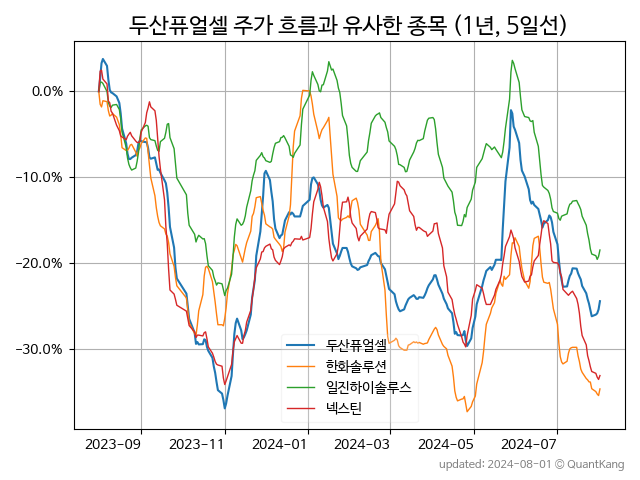 두산퓨얼셀 주가 흐름과 유사한 종목 (1년, 5일선)
0.0%
−10.0%
−20.0%
−30.0%
두산퓨얼셀
한화솔루션
일진하이솔루스
넥스틴
2023-09 2023-11 2024-01 2024-03 2024-05 2024-07
updated: 2024-08-01 © QuantKang